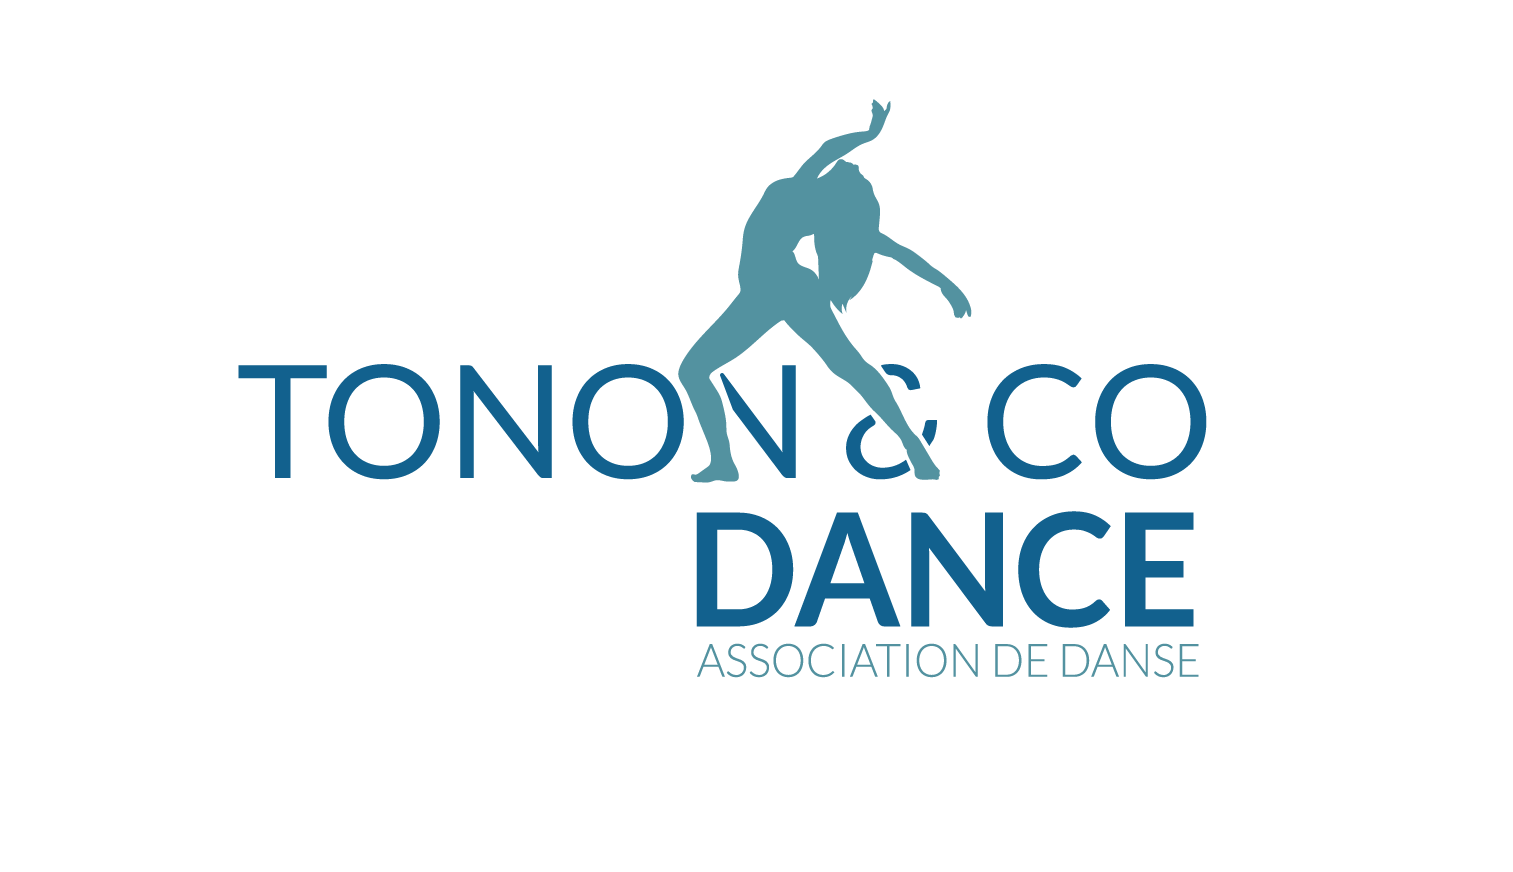 TONON & CO
DANCE
ASSOCIATION DE DANSE